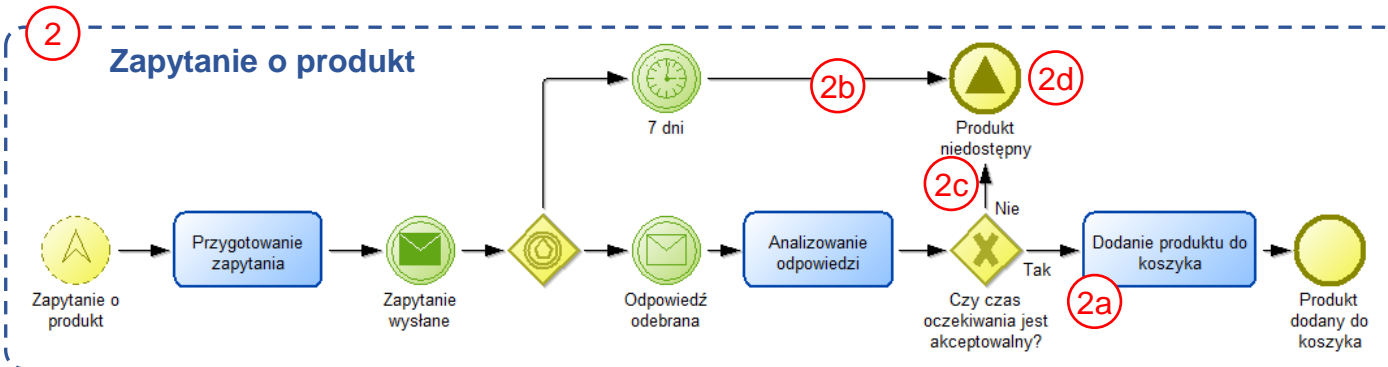 2
Zapytanie o produkt
7 dni
2b
2d
Produkt
niedostępny
2c
Nie
Zapytanie o
produkt
Przygotowanie
zapytania
Zapytanie
wysłane
Odpowiedź
odebrana
Analizowanie
odpowiedzi
Czy czas
oczekiwania jest
akceptowalny?
Tak
Dodanie produktu do
koszyka
2a
Produkt
dodany do
koszyka